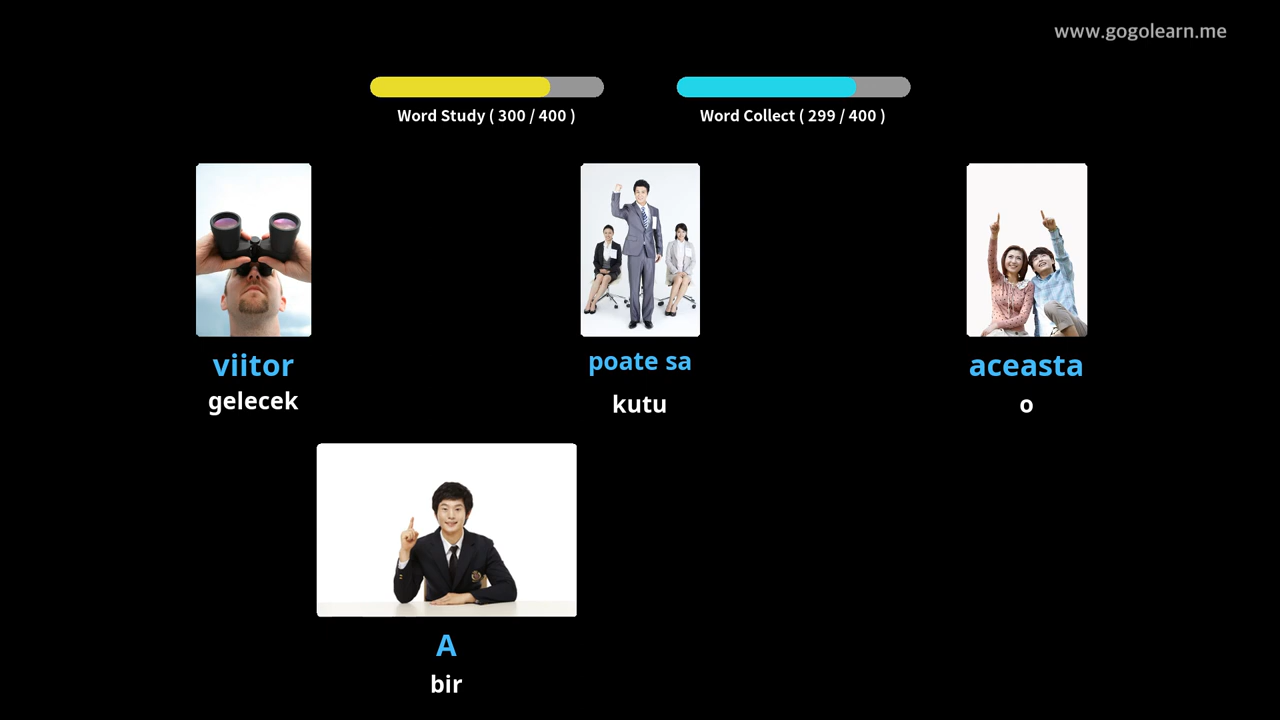 www.gogolearn.me
Word Study ( 300 / 400 )
Word Collect ( 299 / 400 )
viitor
gelecek
poate sa
kutu
aceasta
o
A
bir